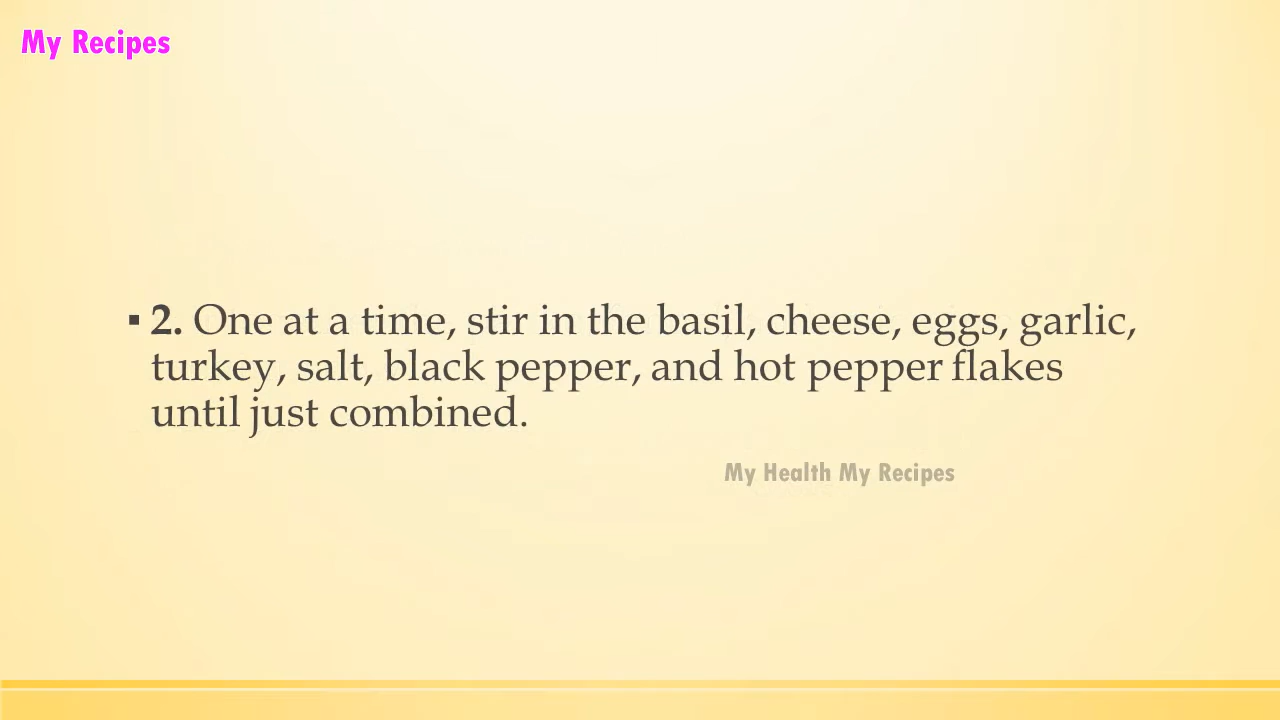 My Recipes
▪ 2. One at a time, stir in the basil, cheese, eggs, garlic,
turkey, salt, black pepper, and hot pepper flakes
until just combined.
My Health My Recipes